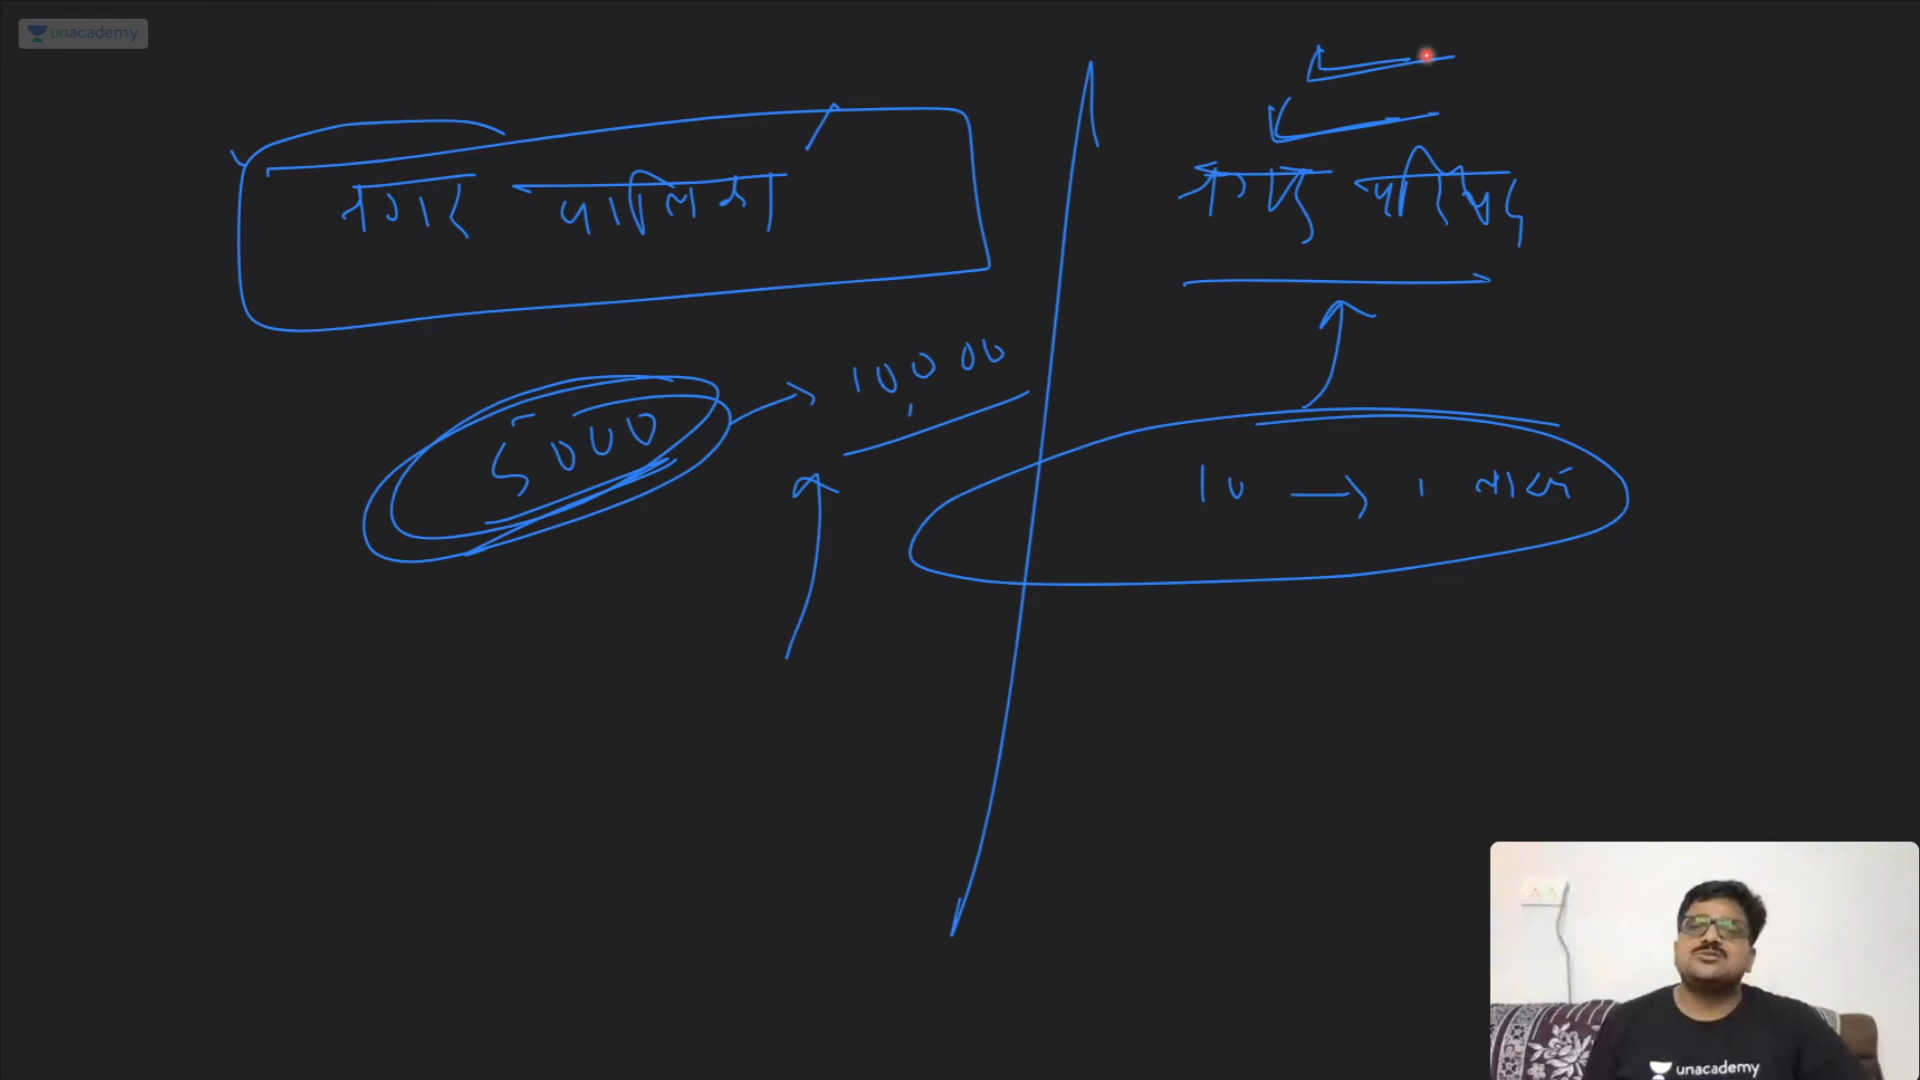 unacademy
नगर पालिका
नगर परिषद
5000 → 10,000
10 → 1 लाख
unacademy